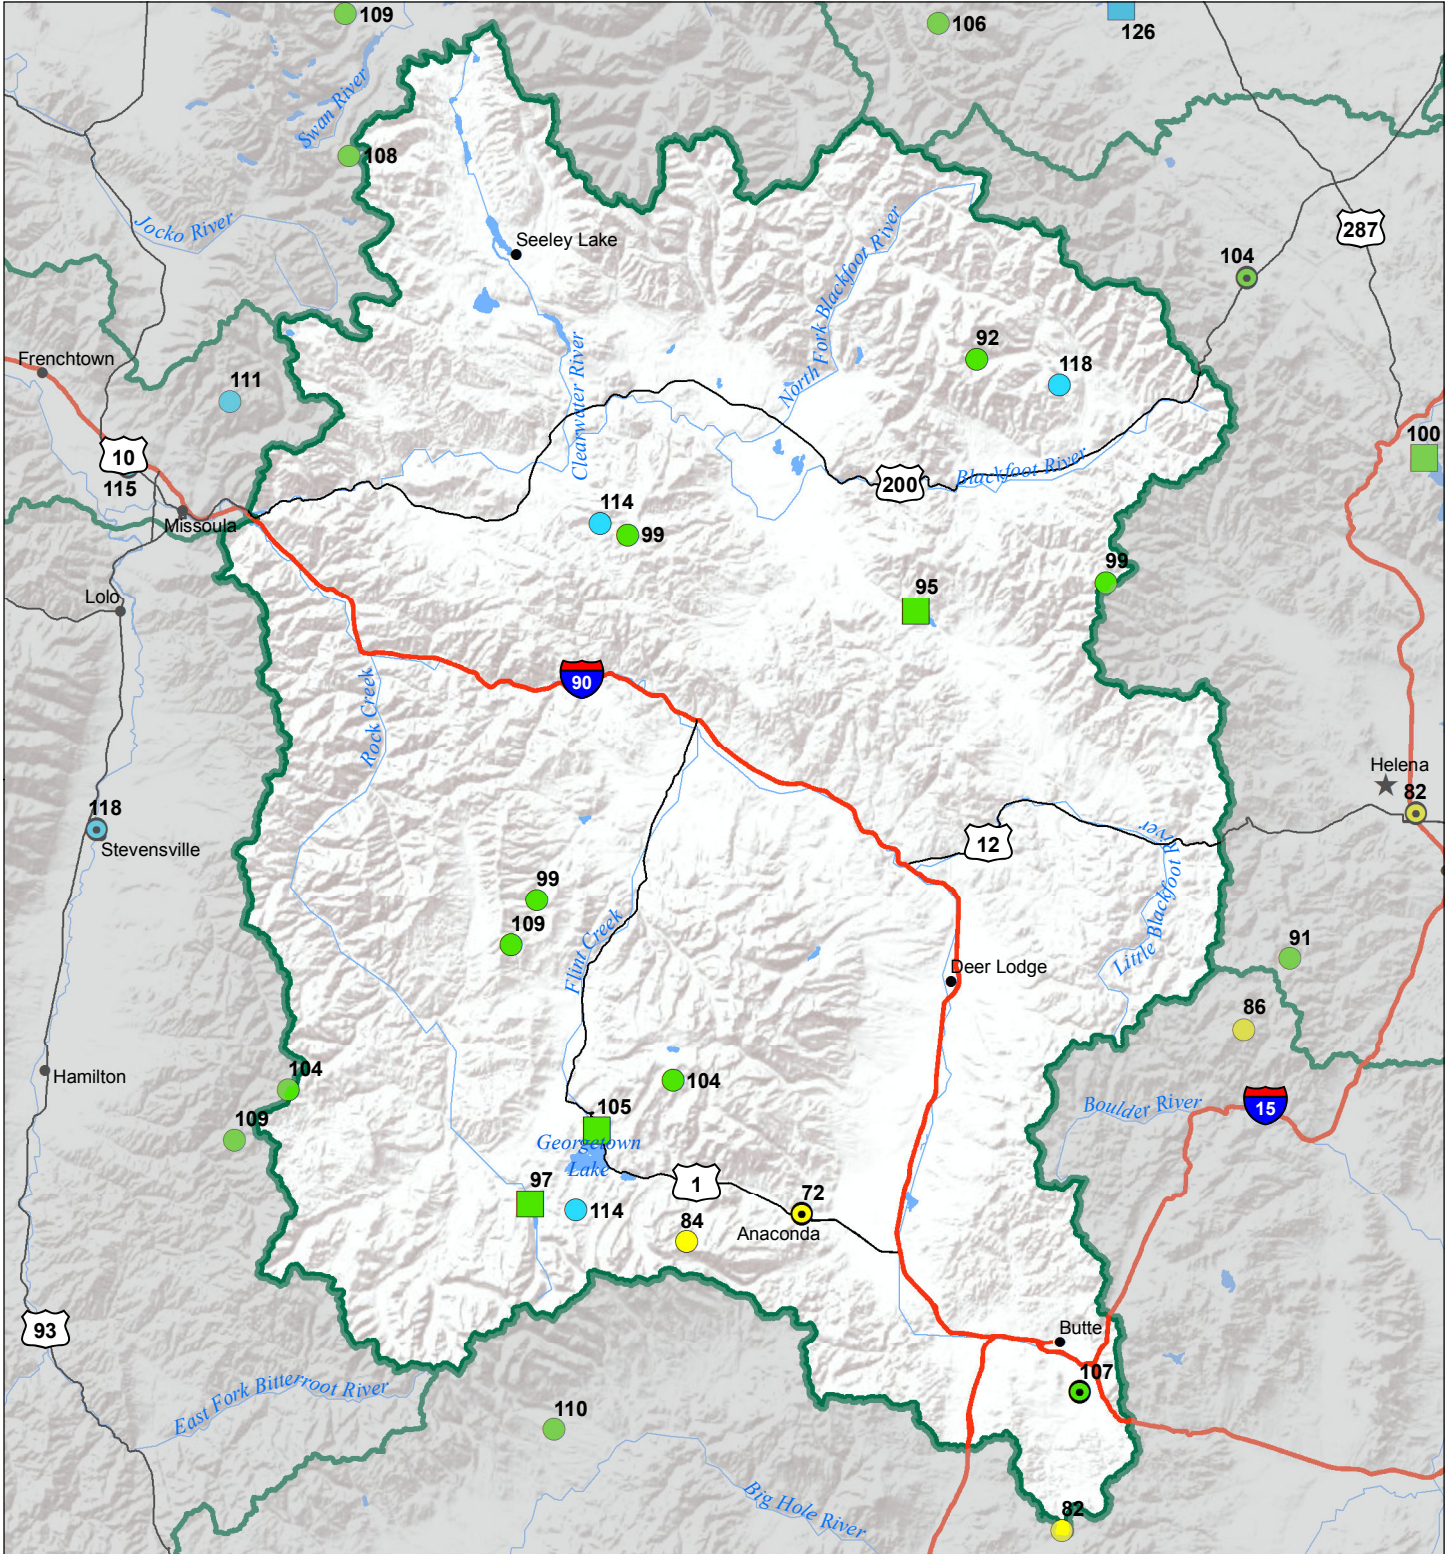 109
106
126
Swan River
108
Jocko River
287
Seeley Lake
North Fork Blackfoot River
104
Frenchtown
92
118
111
Clearwater River
10
100
115
200
Blackfoot River
Missoula
114
99
99
95
Lolo
90
Rock Creek
Helena
82
118
Stevensville
12
Little Blackfoot River
99
109
Flint Creek
91
Deer Lodge
86
Hamilton
104
104
105
109
Boulder River
15
Georgetown
Lake
97
114
1
72
84
Anaconda
93
Butte
107
East Fork Bitterroot River
110
Big Hole River
82